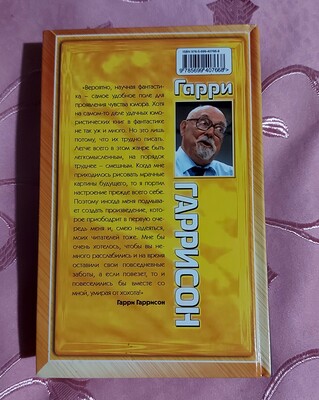 «Вероятно, научная фантасти-
ка – самое удобное поле для
проявления чувства юмора. Хотя
на самом-то деле удачных юмо-
ристических книг в фантастике
не так уж и много. Но это лишь
потому, что их трудно писать.
Легче всего в этом жанре быть
легкомысленным, на порядок
труднее – смешным. Когда мне
приходилось рисовать мрачные
картины будущего, то я портил
настроение прежде всего себе.
Поэтому иногда меня подмыва-
ет создать произведение, кото-
рое приободрит в первую оче-
редь меня и, смею надеяться,
моих читателей тоже. Мне бы
очень хотелось, чтобы вы не-
много расслабились и на время
оставили свои повседневные
заботы, а если повезет, то и
повеселились бы вместе со
мной, умирая от хохота!»
Гарри Гаррисон
9 785699 407668 >
Гарри
ГАРРИСОН